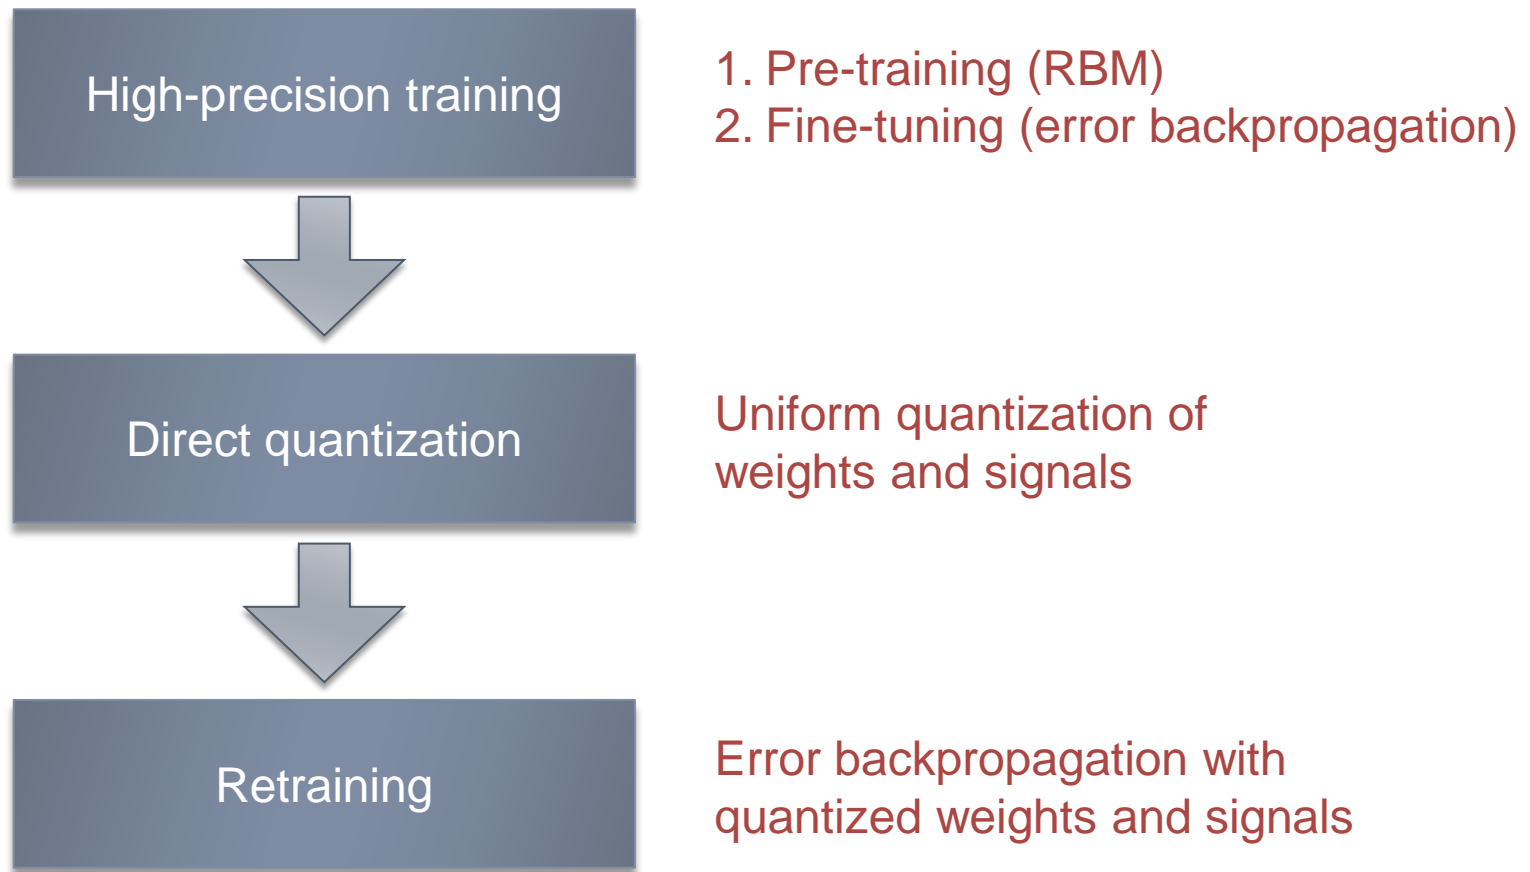 High-precision training
1. Pre-training (RBM)
2. Fine-tuning (error backpropagation)
Direct quantization
Uniform quantization of
weights and signals
Retraining
Error backpropagation with
quantized weights and signals